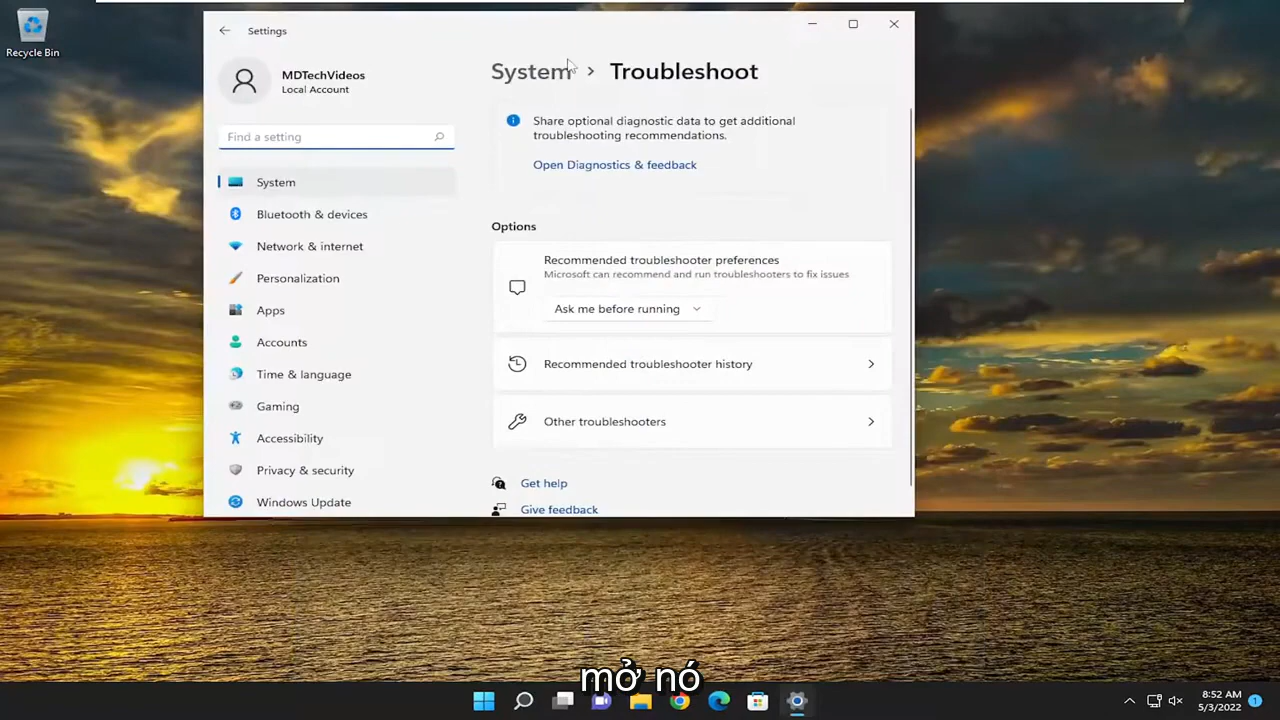 Recycle Bin
Settings
MDTechVideos
Local Account
Find a setting
System
Bluetooth & devices
Network & internet
Personalization
Apps
Accounts
Time & language
Gaming
Accessibility
Privacy & security
Windows Update
System › Troubleshoot
Share optional diagnostic data to get additional
troubleshooting recommendations.
Open Diagnostics & feedback
Options
Recommended troubleshooter preferences
Microsoft can recommend and run troubleshooters to fix issues
Ask me before running
Recommended troubleshooter history
Other troubleshooters
Get help
Give feedback
mở nó
8:52 AM
5/3/2022
1